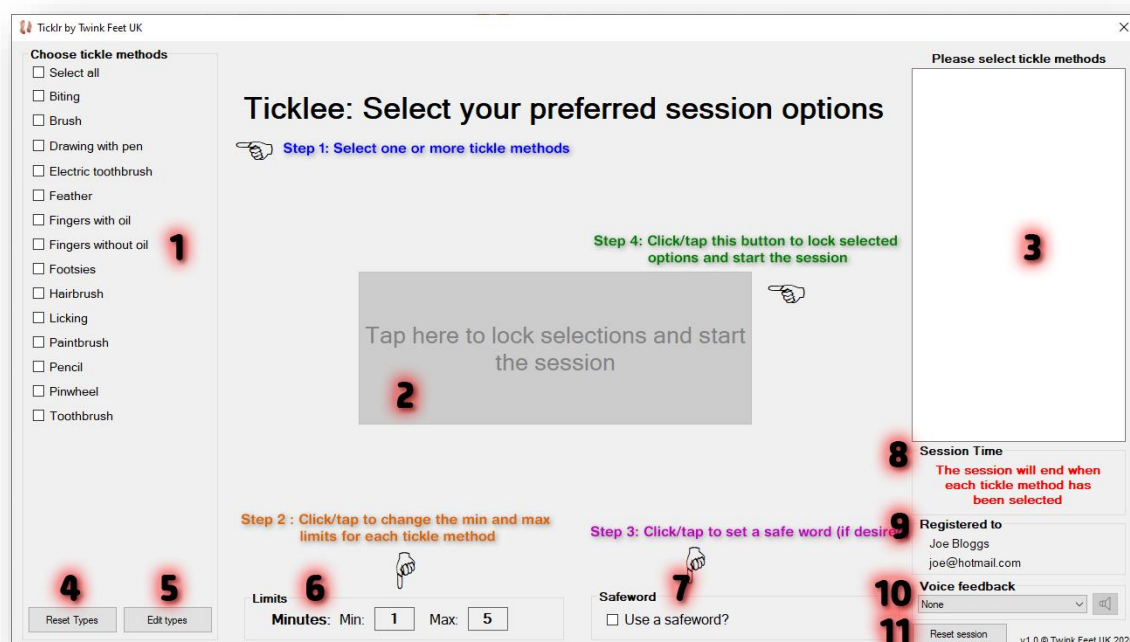 Ticklr by Twink Feet UK
Choose tickle methods
Select all
Biting
Brush
Drawing with pen
Electric toothbrush
Feather
Fingers with oil
Fingers without oil
Footsies
Hairbrush
Licking
Paintbrush
Pencil
Pinwheel
Toothbrush
1
4
5
Reset Types
Edit types
Ticklee: Select your preferred session options
Step 1: Select one or more tickle methods
Step 4: Click/tap this button to lock selected
options and start the session
Tap here to lock selections and start
the session
2
Step 2 : Click/tap to change the min and max
limits for each tickle method
Step 3: Click/tap to set a safe word (if desire
Limits
6
Minutes: Min: 1 Max: 5
Safeword
7
Use a safeword?
Please select tickle methods
3
8
Session Time
The session will end when
each tickle method has
been selected
9
Registered to
Joe Bloggs
joe@hotmail.com
10
Voice feedback
None
11
Reset session
v1.0 © Twink Feet UK 202